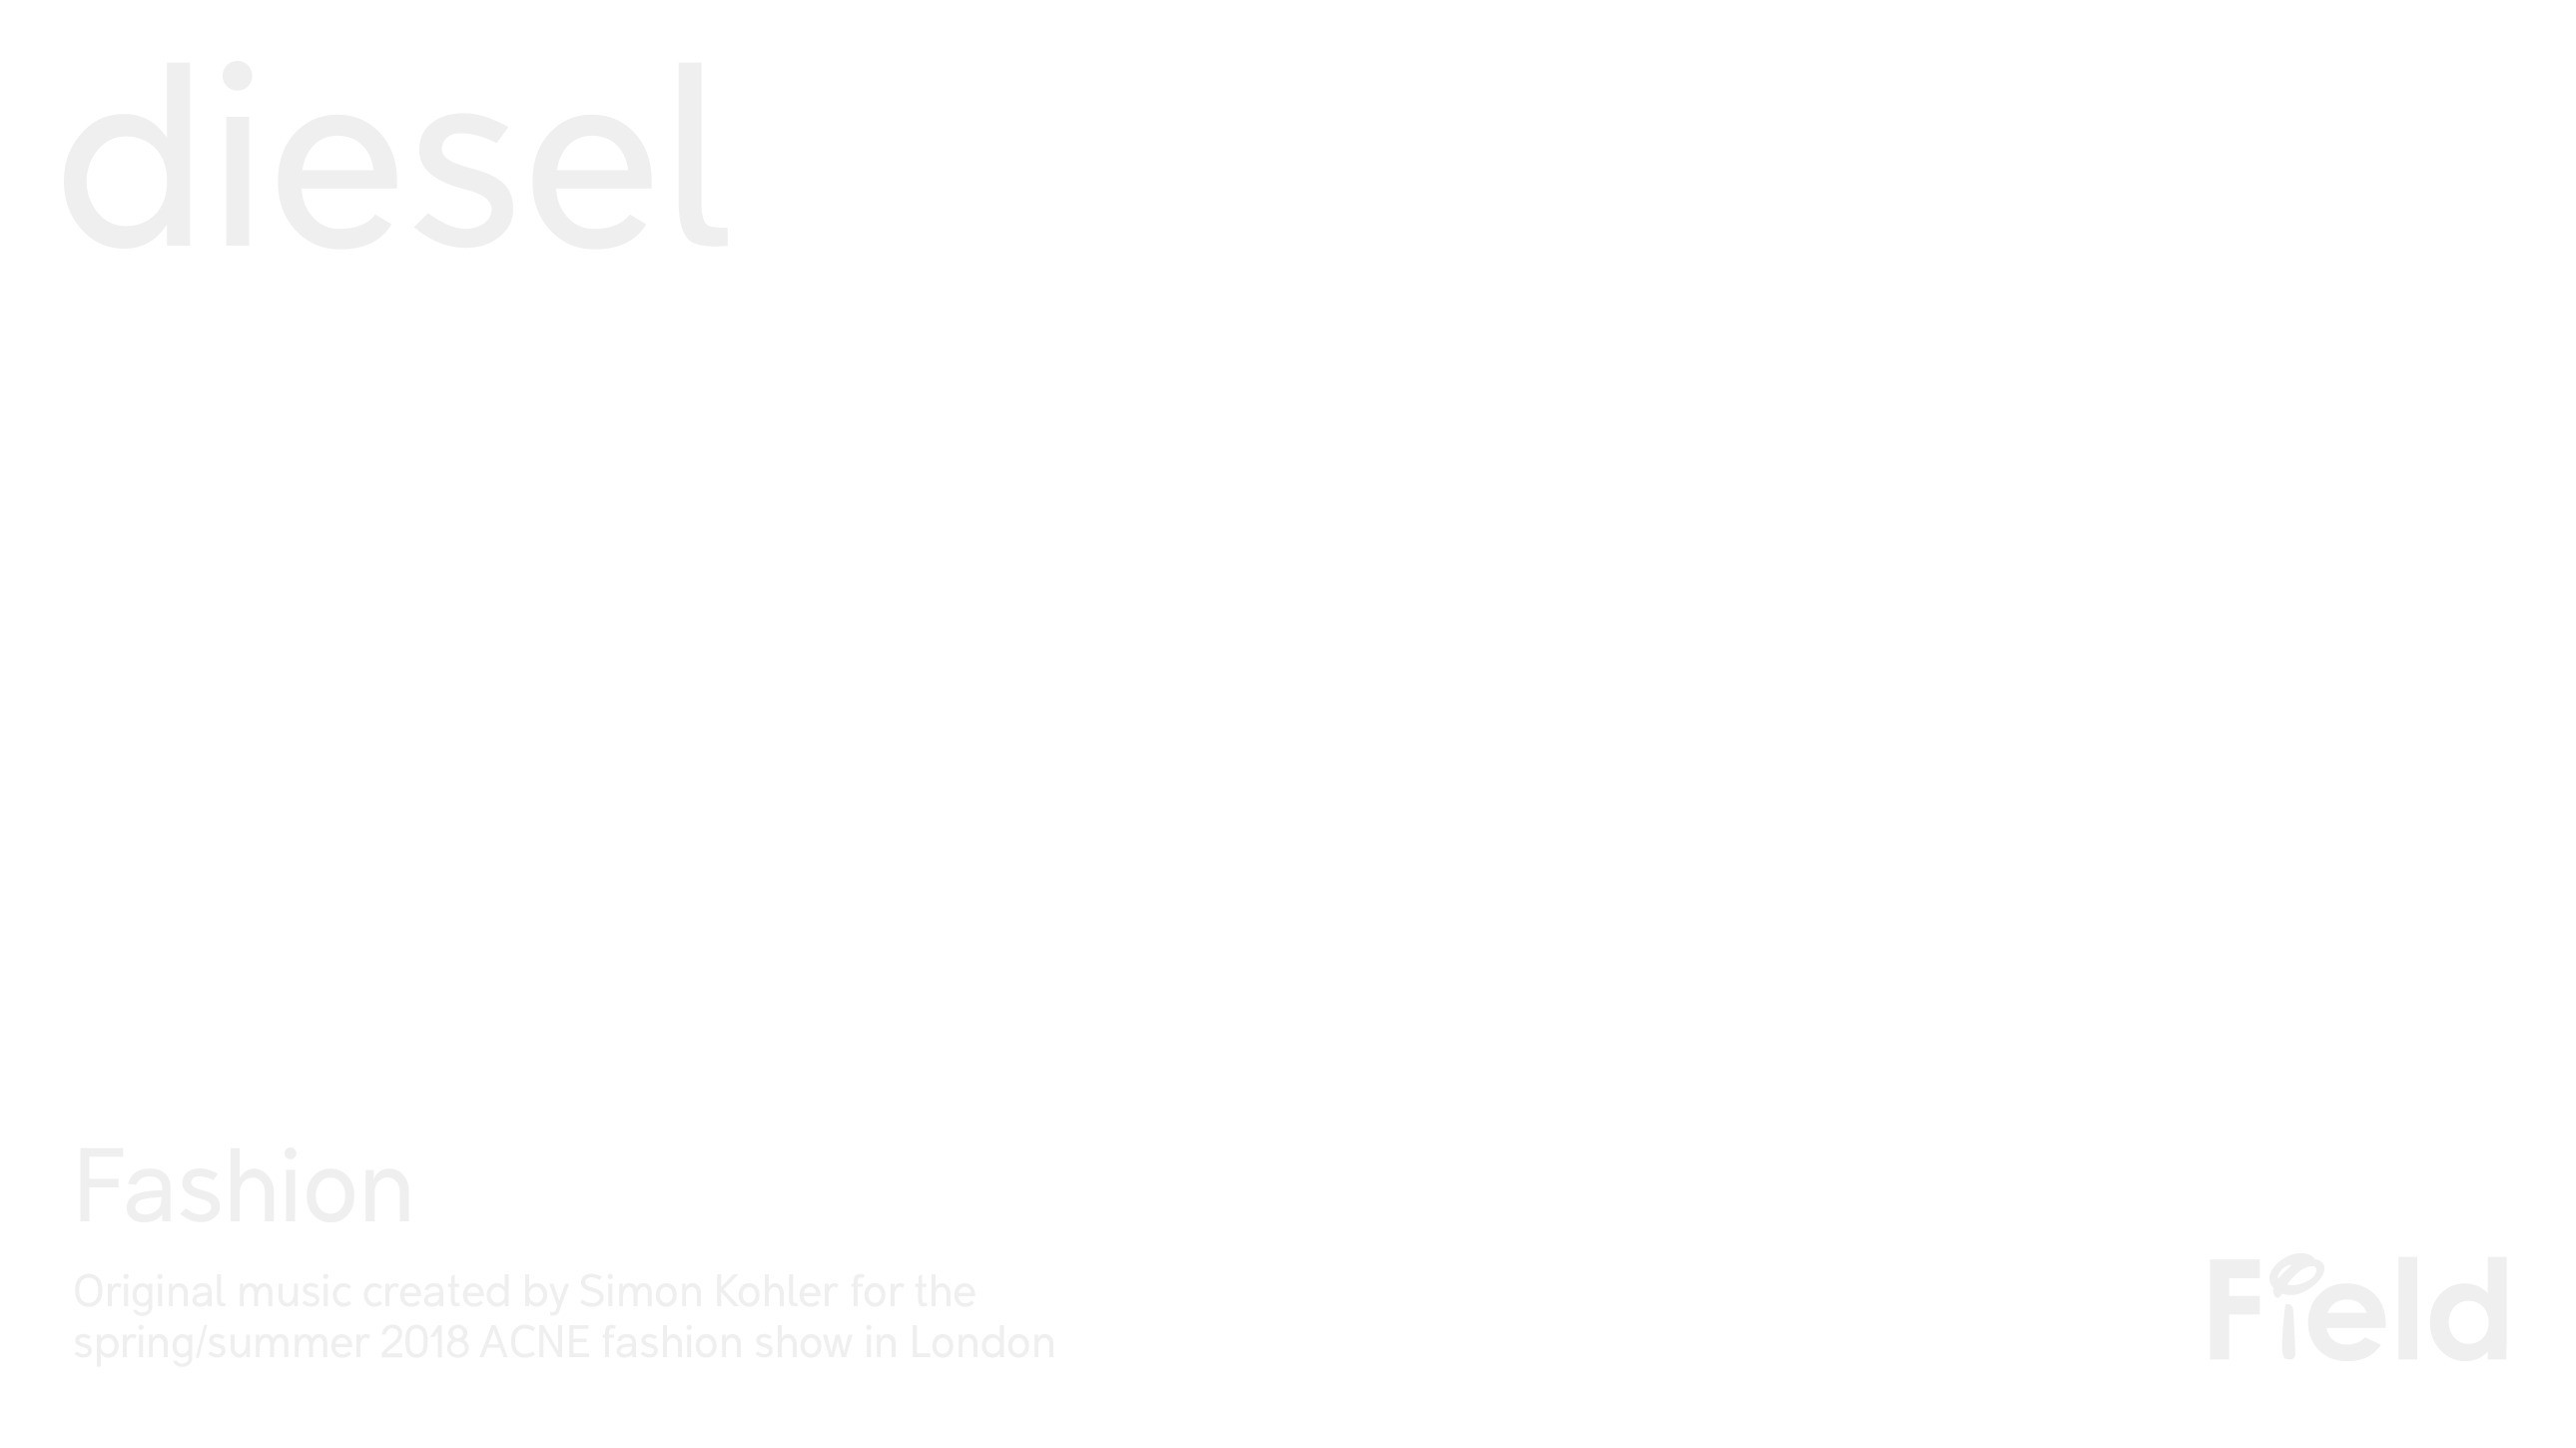 diesel
Fashion
Original music created by Simon Kohler for the
spring/summer 2018 ACNE fashion show in London
Field